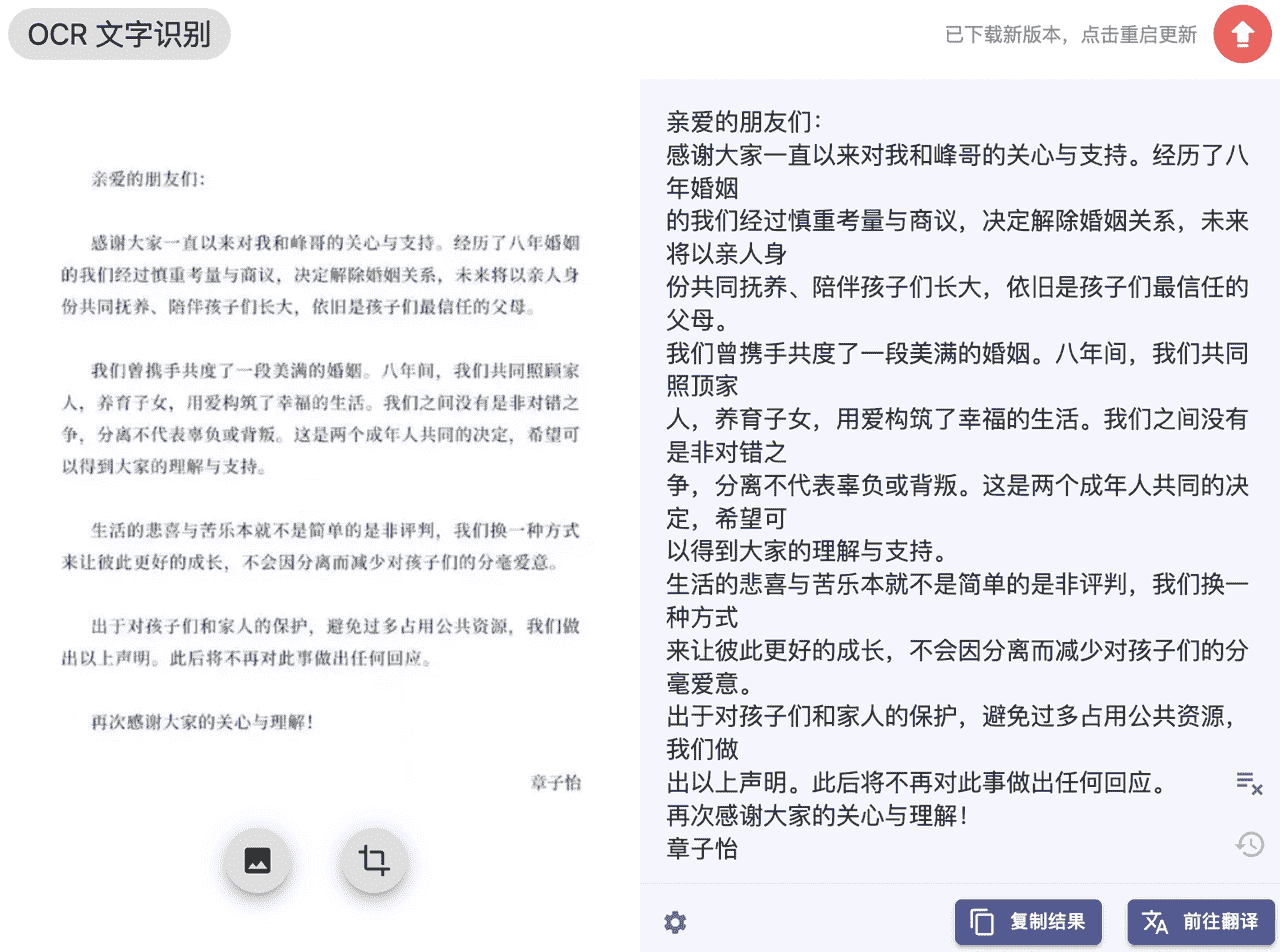 OCR 文字识别
已下载新版本，点击重启更新
亲爱的朋友们：
感谢大家一直以来对我和峰哥的关心与支持。经历了八年婚姻
的我们经过慎重考量与商议，决定解除婚姻关系，未来将以亲人身
份共同抚养、陪伴孩子们长大，依旧是孩子们最信任的父母。
我们曾携手共度了一段美满的婚姻。八年间，我们共同照顾家
人，养育子女，用爱构筑了幸福的生活。我们之间没有是非对错之
争，分离不代表辜负或背叛。这是两个成年人共同的决定，希望可
以得到大家的理解与支持。
生活的悲喜与苦乐本就不是简单的是非评判，我们换一种方式
来让彼此更好的成长，不会因分离而减少对孩子们的分毫爱意。
出于对孩子们和家人的保护，避免过多占用公共资源，我们做
出以上声明。此后将不再对此事做出任何回应。
再次感谢大家的关心与理解！
章子怡
亲爱的朋友们：
感谢大家一直以来对我和峰哥的关心与支持。经历了八
年婚姻
的我们经过慎重考量与商议，决定解除婚姻关系，未来
将以亲人身
份共同抚养、陪伴孩子们长大，依旧是孩子们最信任的
父母。
我们曾携手共度了一段美满的婚姻。八年间，我们共同
照顶家
人，养育子女，用爱构筑了幸福的生活。我们之间没有
是非对错之
争，分离不代表辜负或背叛。这是两个成年人共同的决
定，希望可
以得到大家的理解与支持。
生活的悲喜与苦乐本就不是简单的是非评判，我们换一
种方式
来让彼此更好的成长，不会因分离而减少对孩子们的分
毫爱意。
出于对孩子们和家人的保护，避免过多占用公共资源，
我们做
出以上声明。此后将不再对此事做出任何回应。
再次感谢大家的关心与理解！
章子怡
复制结果
前往翻译